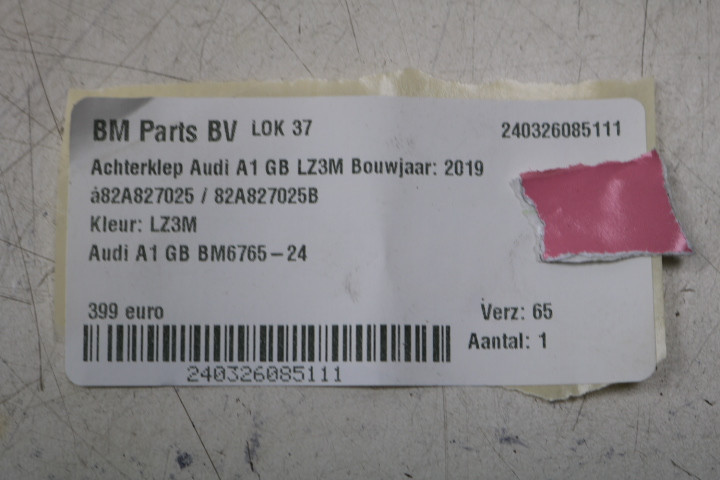 BM Parts BV LOK 37 240326085111
Achterklep Audi A1 GB LZ3M Bouwjaar: 2019
à82A827025 / 82A827025B
Kleur: LZ3M
Audi A1 GB BM6765-24
399 euro Verz: 65
Aantal: 1
240326085111